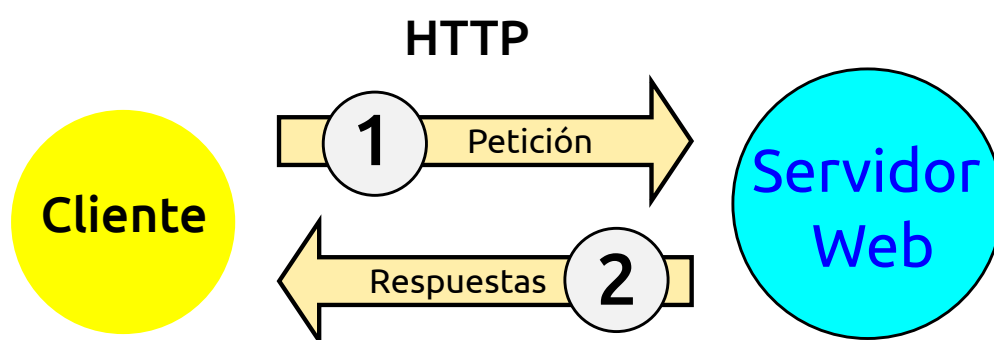 HTTP
1
Petición
Cliente
Servidor
Web
Respuestas
2